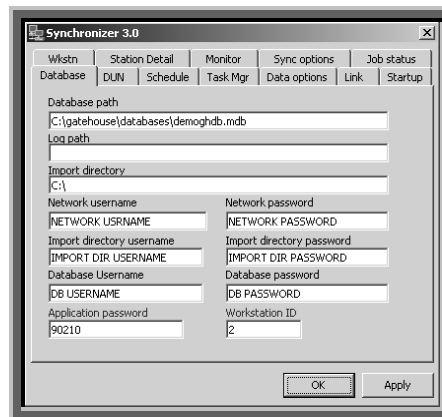 Synchronizer 3.0
Wkstn Station Detail Monitor Sync options Job status
Database DUN Schedule Task Mgr Data options Link Startup
Database path
C:\gatehouse\databases\demoghdb.mdb
Log path
Import directory
C:\
Network username Network password
NETWORK USRNAME NETWORK PASSWORD
Import directory username Import directory password
IMPORT DIR USERNAME IMPORT DIR PASSWORD
Database Username Database password
DB USERNAME DB PASSWORD
Application password Workstation ID
90210 2
OK Apply